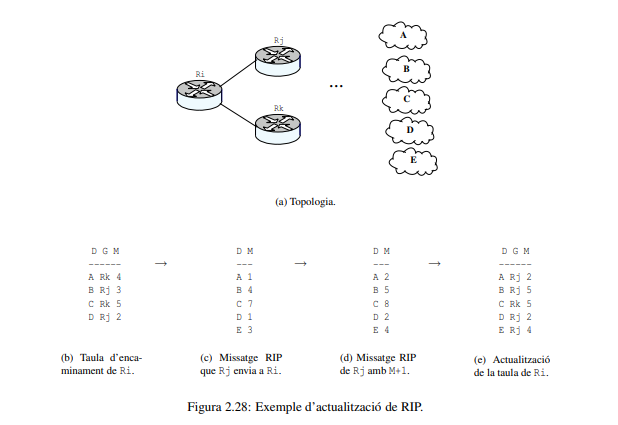 Rj
A
B
Ri
...
C
Rk
D
E
(a) Topologia.
D G M
------
A Rk 4
B Rj 3
C Rk 5
D Rj 2
→
D M
---
A 1
B 4
C 7
D 1
E 3
→
D M
---
A 2
B 5
C 8
D 2
E 4
→
D G M
------
A Rj 2
B Rj 5
C Rk 5
D Rj 2
E Rj 4
(b) Taula d'enca-
minament de Ri.
(c) Missatge RIP
que Rj envia a Ri.
(d) Missatge RIP
de Rj amb M+1.
(e) Actualització
de la taula de Ri.
Figura 2.28: Exemple d'actualització de RIP.